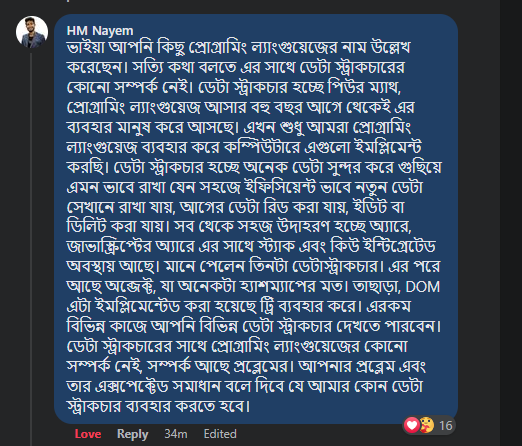 HM Nayem
ভাইয়া আপনি কিছু প্রোগ্রামিং ল্যাংগুয়েজের নাম উল্লেখ
করেছেন। সত্যি কথা বলতে এর সাথে ডেটা স্ট্রাকচারের
কোনো সম্পর্ক নেই। ডেটা স্ট্রাকচার হচ্ছে পিউর ম্যাথ,
প্রোগ্রামিং ল্যাংগুয়েজ আসার বহু বছর আগে থেকেই এর
ব্যবহার মানুষ করে আসছে। এখন শুধু আমরা প্রোগ্রামিং
ল্যাংগুয়েজ ব্যবহার করে কম্পিউটারে এগুলো ইমপ্লিমেন্ট
করছি। ডেটা স্ট্রাকচার হচ্ছে অনেক ডেটা সুন্দর করে গুছিয়ে
এমন ভাবে রাখা যেন সহজে ইফিসিয়েন্ট ভাবে নতুন ডেটা
সেখানে রাখা যায়, আগের ডেটা রিড করা যায়, ইডিট বা
ডিলিট করা যায়। সব থেকে সহজ উদাহরণ হচ্ছে অ্যারে,
জাভাস্ক্রিপ্টের অ্যারে এর সাথে স্ট্যাক এবং কিউ ইন্টিগ্রেটেড
অবস্থায় আছে। মানে পেলেন তিনটা ডেটাস্ট্রাকচার। এর পরে
আছে অব্জেক্ট, যা অনেকটা হ্যাশম্যাপের মত। তাছাড়া, DOM
এটা ইমপ্লিমেন্টেড করা হয়েছে ট্রি ব্যবহার করে। এরকম
বিভিন্ন কাজে আপনি বিভিন্ন ডেটা স্ট্রাকচার দেখতে পারবেন।
ডেটা স্ট্রাকচারের সাথে প্রোগ্রামিং ল্যাংগুয়েজের কোনো
সম্পর্ক নেই, সম্পর্ক আছে প্রব্লেমের। আপনার প্রব্লেম এবং
তার এক্সপেক্টেড সমাধান বলে দিবে যে আমার কোন ডেটা
স্ট্রাকচার ব্যবহার করতে হবে।
16
Love Reply 34m Edited